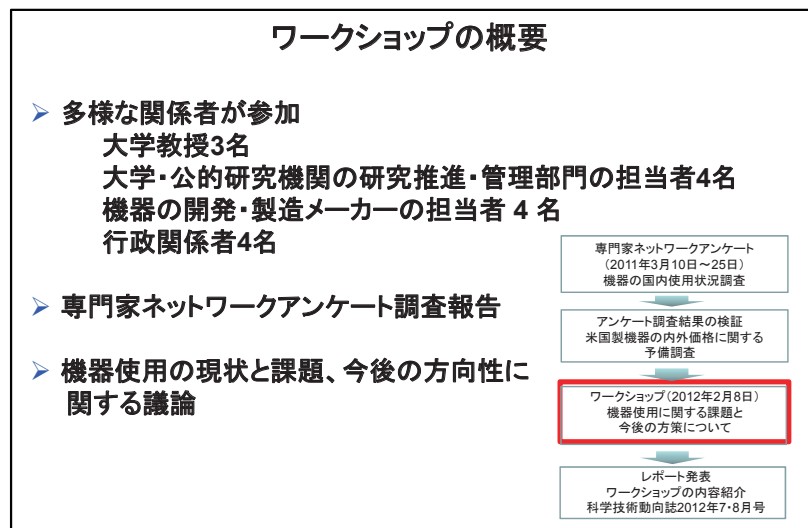 ワークショップの概要
➢ 多様な関係者が参加
大学教授3名
大学・公的研究機関の研究推進・管理部門の担当者4名
機器の開発・製造メーカーの担当者 4 名
行政関係者4名
➢ 専門家ネットワークアンケート調査報告
➢ 機器使用の現状と課題、今後の方向性に
関する議論
専門家ネットワークアンケート
（2011年3月10日～25日）
機器の国内使用状況調査
アンケート調査結果の検証
米国製機器の内外価格に関する
予備調査
ワークショップ（2012年2月8日）
機器使用に関する課題と
今後の方策について
レポート発表
ワークショップの内容紹介
科学技術動向誌2012年7・8月号